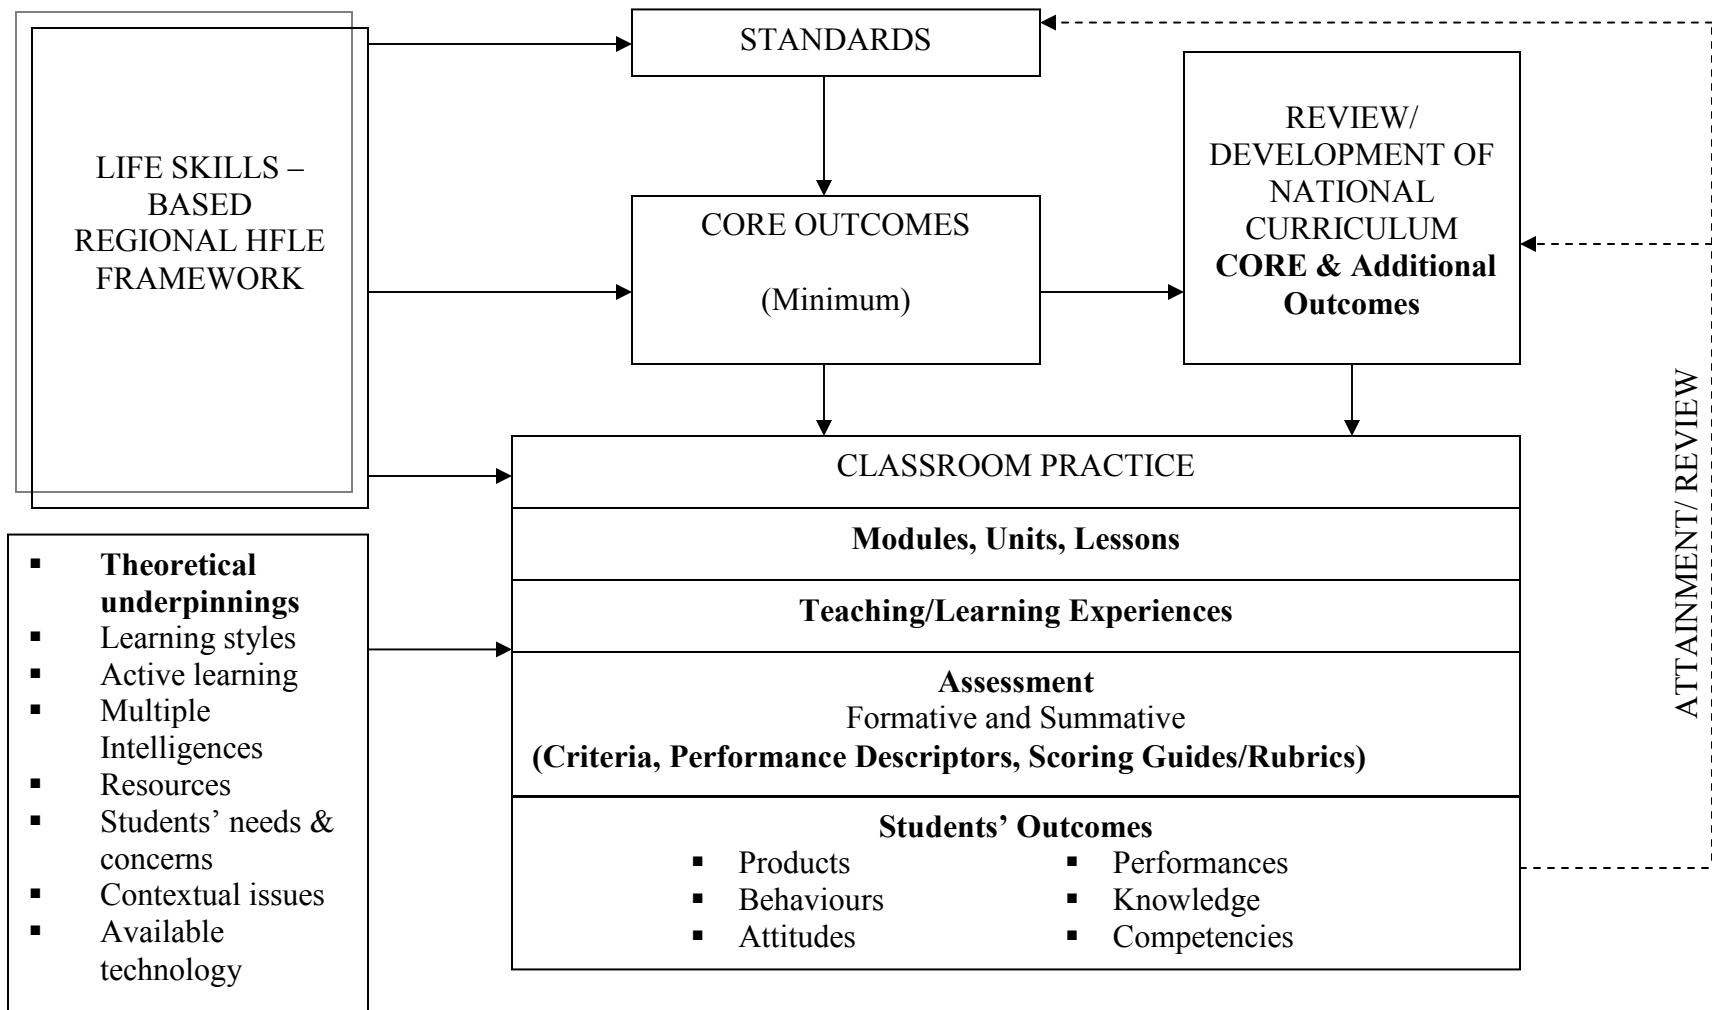 STANDARDS
LIFE SKILLS –
BASED
REGIONAL HFLE
FRAMEWORK
CORE OUTCOMES
(Minimum)
REVIEW/
DEVELOPMENT OF
NATIONAL
CURRICULUM
CORE & Additional
Outcomes
ATTAINMENT/ REVIEW
CLASSROOM PRACTICE
Modules, Units, Lessons
Teaching/Learning Experiences
Assessment
Formative and Summative
(Criteria, Performance Descriptors, Scoring Guides/Rubrics)
Students’ Outcomes
▪ Products
▪ Behaviours
▪ Attitudes
▪ Performances
▪ Knowledge
▪ Competencies
▪ Theoretical
underpinnings
▪ Learning styles
▪ Active learning
▪ Multiple
Intelligences
▪ Resources
▪ Students’ needs &
concerns
▪ Contextual issues
▪ Available
technology